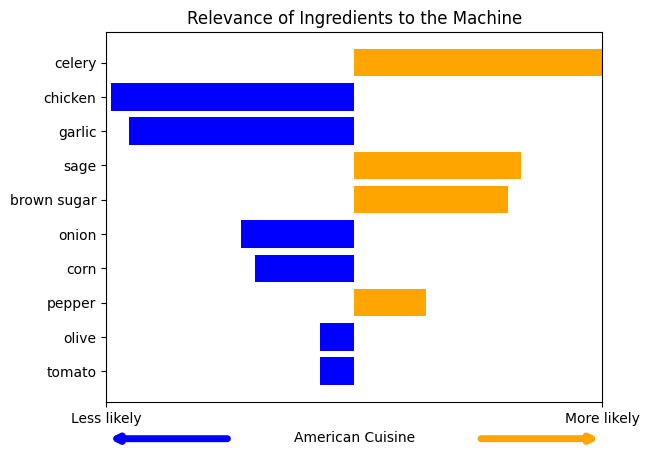 Relevance of Ingredients to the Machine
celery
chicken
garlic
sage
brown sugar
onion
corn
pepper
olive
tomato
Less likely
More likely
American Cuisine